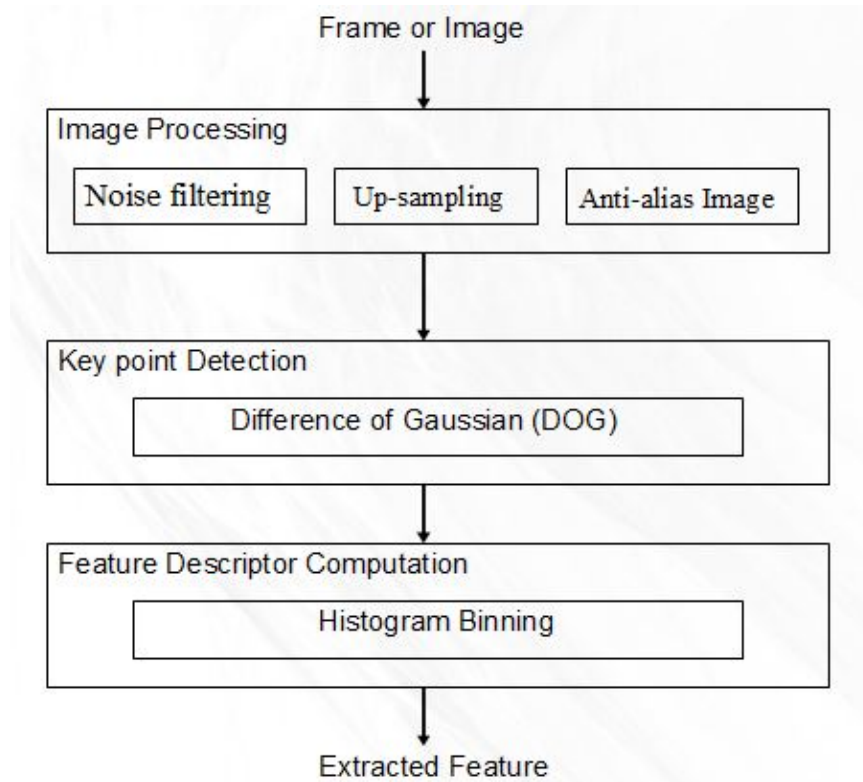 Frame or Image
Image Processing
Noise filtering
Up-sampling
Anti-alias Image
Key point Detection
Difference of Gaussian (DOG)
Feature Descriptor Computation
Histogram Binning
Extracted Feature